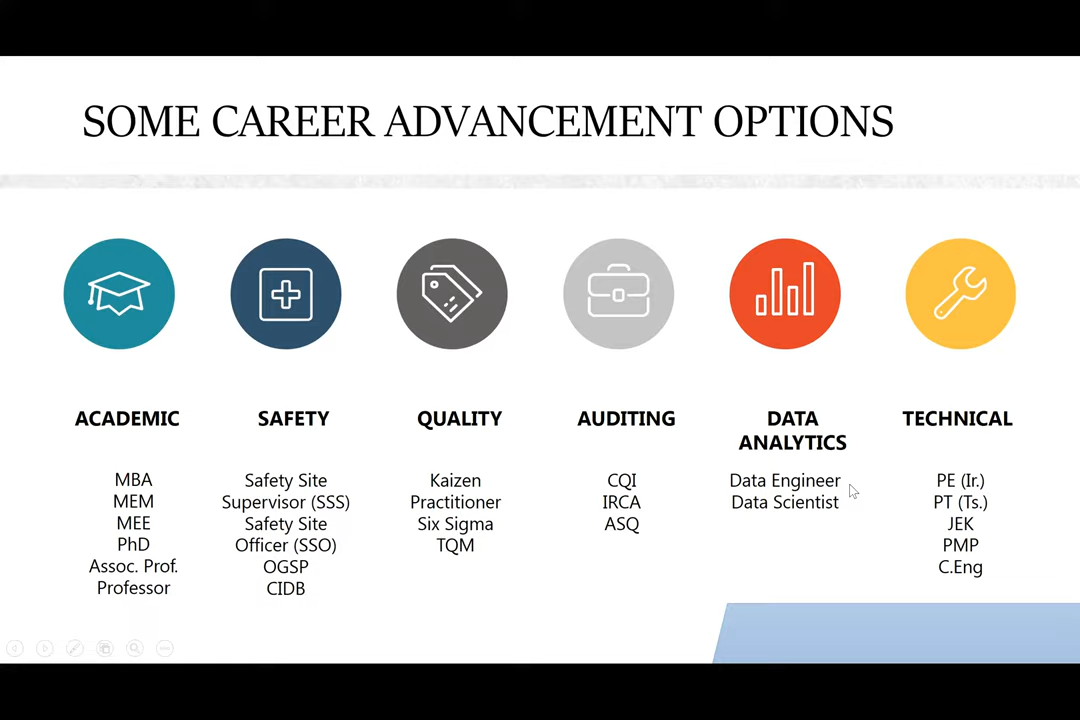 SOME CAREER ADVANCEMENT OPTIONS
ACADEMIC
MBA
MEM
MEE
PhD
Assoc. Prof.
Professor
SAFETY
Safety Site
Supervisor (SSS)
Safety Site
Officer (SSO)
OGSP
CIDB
QUALITY
Kaizen
Practitioner
Six Sigma
TQM
AUDITING
CQI
IRCA
ASQ
DATA
ANALYTICS
Data Engineer
Data Scientist
TECHNICAL
PE (Ir.)
PT (Ts.)
JEK
PMP
C.Eng